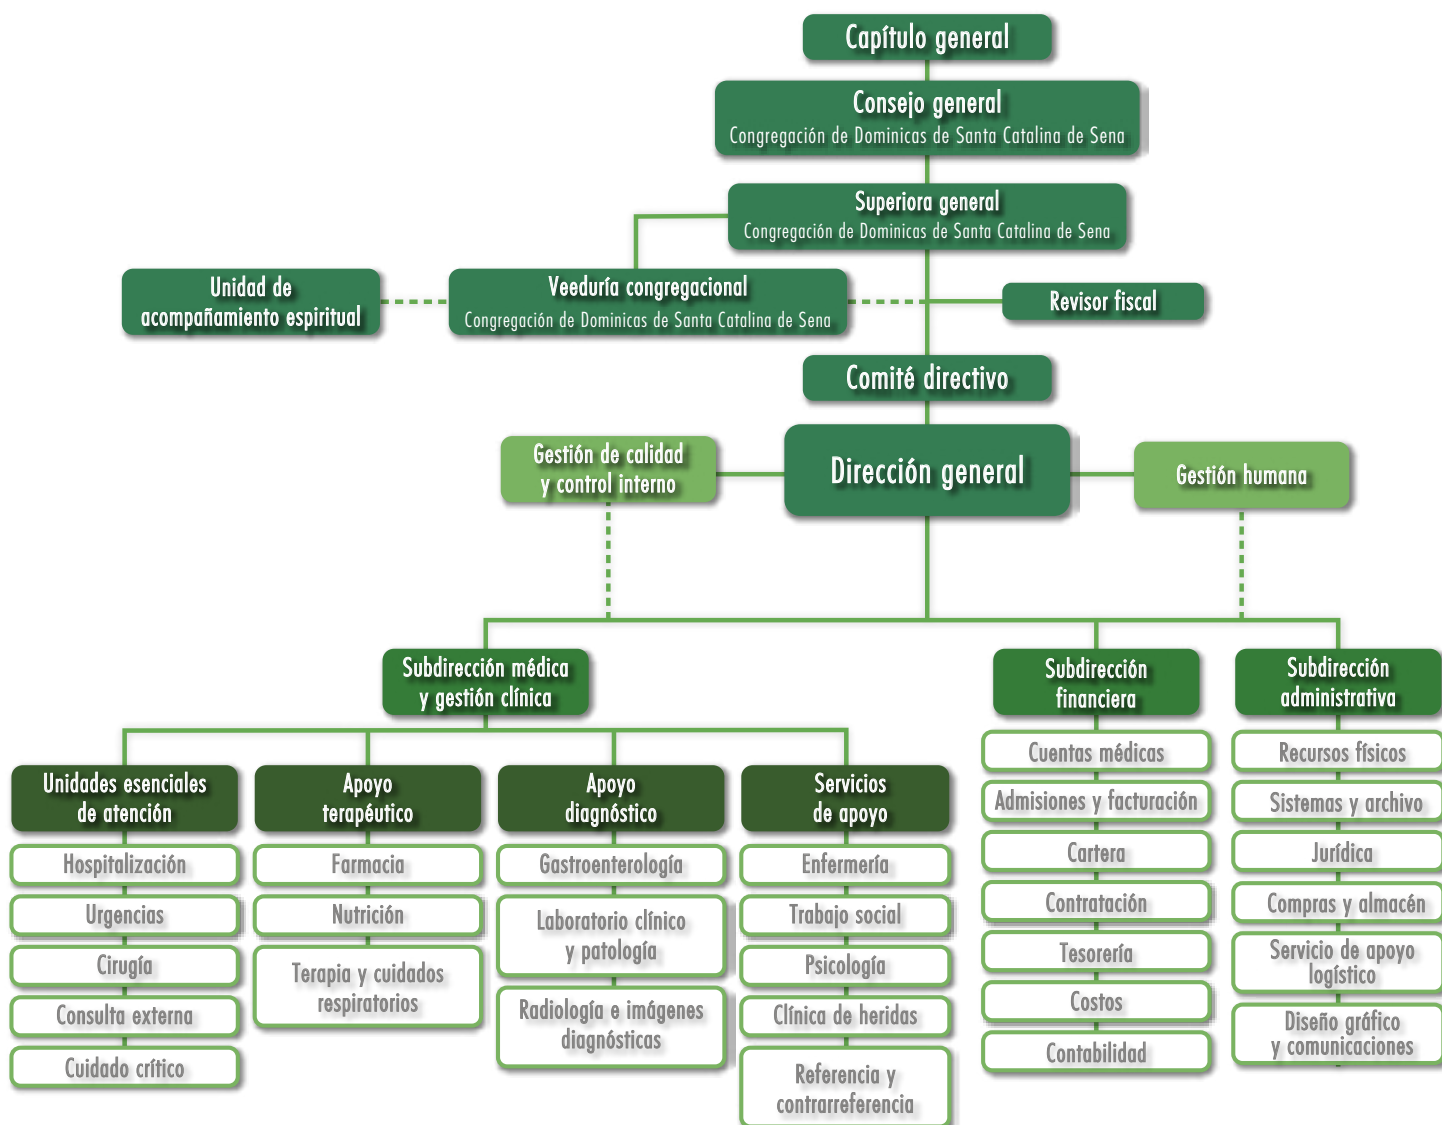 Capítulo general
Consejo general
Congregación de Dominicas de Santa Catalina de Sena
Superiora general
Congregación de Dominicas de Santa Catalina de Sena
Unidad de
acompañamiento espiritual
Veeduría congregacional
Congregación de Dominicas de Santa Catalina de Sena
Revisor fiscal
Comité directivo
Gestión de calidad
y control interno
Dirección general
Gestión humana
Subdirección médica
y gestión clínica
Subdirección
financiera
Subdirección
administrativa
Unidades esenciales
de atención
Hospitalización
Urgencias
Cirugía
Consulta externa
Cuidado crítico
Apoyo
terapéutico
Farmacia
Nutrición
Terapia y cuidados
respiratorios
Apoyo
diagnóstico
Gastroenterología
Laboratorio clínico
y patología
Radiología e imágenes
diagnósticas
Servicios
de apoyo
Enfermería
Trabajo social
Psicología
Clínica de heridas
Referencia y
contrarreferencia
Cuentas médicas
Admisiones y facturación
Cartera
Contratación
Tesorería
Costos
Contabilidad
Recursos físicos
Sistemas y archivo
Jurídica
Compras y almacén
Servicio de apoyo
logístico
Diseño gráfico
y comunicaciones